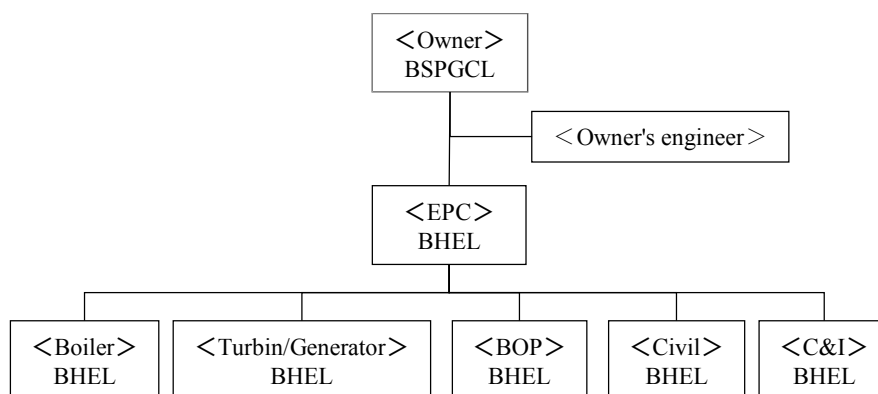 <Owner>
BSPGCL
<Owner's engineer>
<EPC>
BHEL
<Boiler>
BHEL
<Turbin/Generator>
BHEL
<BOP>
BHEL
<Civil>
BHEL
<C&I>
BHEL